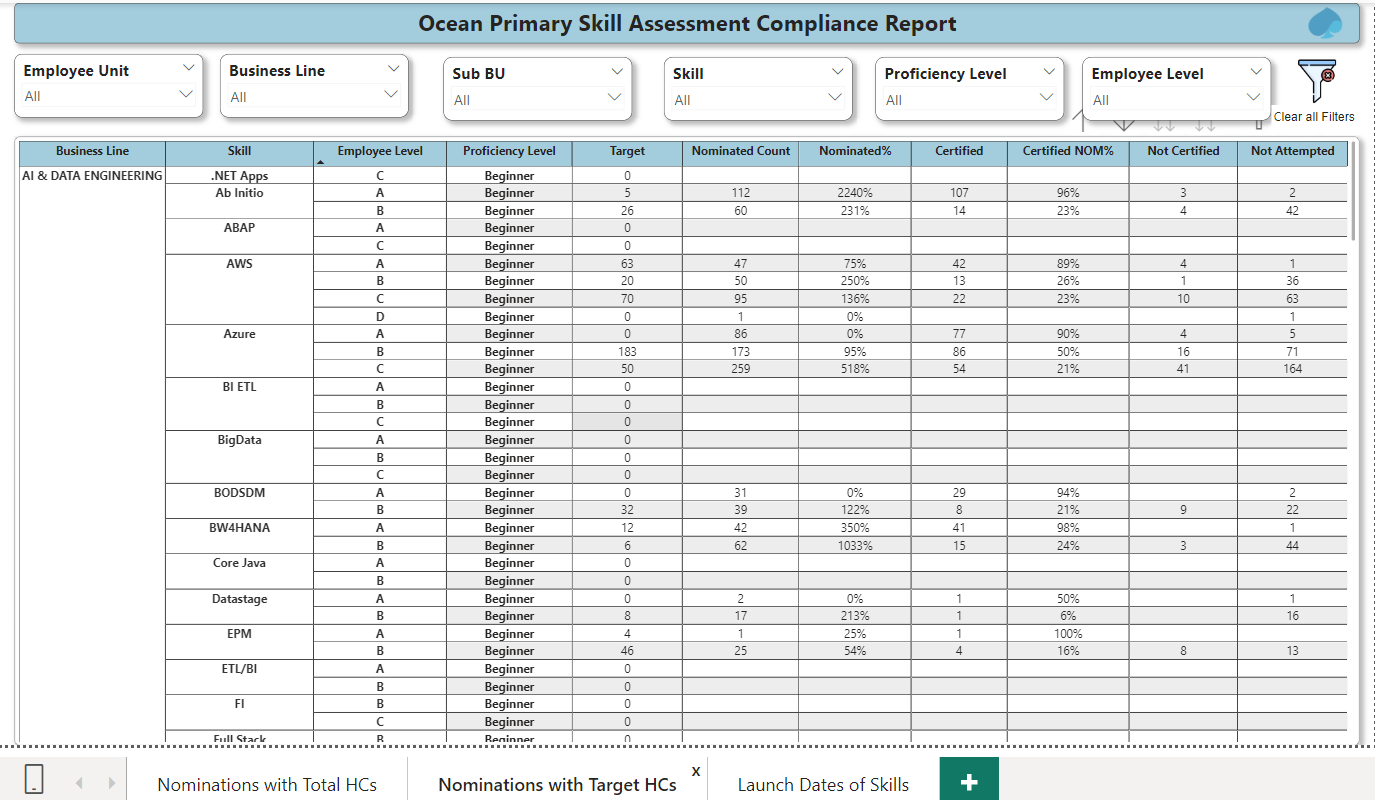 Ocean Primary Skill Assessment Compliance Report
Employee Unit
All
Business Line
All
Sub BU
All
Skill
All
Proficiency Level
All
Employee Level
All
Clear all Filters
Business Line Skill Employee Level Proficiency Level Target Nominated Count Nominated% Certified Certified NOM% Not Certified Not Attempted
AI & DATA ENGINEERING .NET Apps C Beginner 0
Ab Initio A Beginner 5 112 2240% 107 96% 3 2
B Beginner 26 60 231% 14 23% 4 42
ABAP A Beginner 0
C Beginner 0
AWS A Beginner 63 47 75% 42 89% 4 1
B Beginner 20 50 250% 13 26% 1 36
C Beginner 70 95 136% 22 23% 10 63
D Beginner 0 1 0% 1
Azure A Beginner 0 86 0% 77 90% 4 5
B Beginner 183 173 95% 86 50% 16 71
C Beginner 50 259 518% 54 21% 41 164
BI ETL A Beginner 0
B Beginner 0
C Beginner 0
BigData A Beginner 0
B Beginner 0
C Beginner 0
BODSDM A Beginner 0 31 0% 29 94% 2
B Beginner 32 39 122% 8 21% 9 22
BW4HANA A Beginner 12 42 350% 41 98% 1
B Beginner 6 62 1033% 15 24% 3 44
Core Java A Beginner 0
B Beginner 0
Datastage A Beginner 0 2 0% 1 50% 1
B Beginner 8 17 213% 1 6% 16
EPM A Beginner 4 1 25% 1 100%
B Beginner 46 25 54% 4 16% 8 13
ETL/BI A Beginner 0
B Beginner 0
FI B Beginner 0
C Beginner 0
Full Stack B Beginner 0
Nominations with Total HCs
Nominations with Target HCs x
Launch Dates of Skills
+